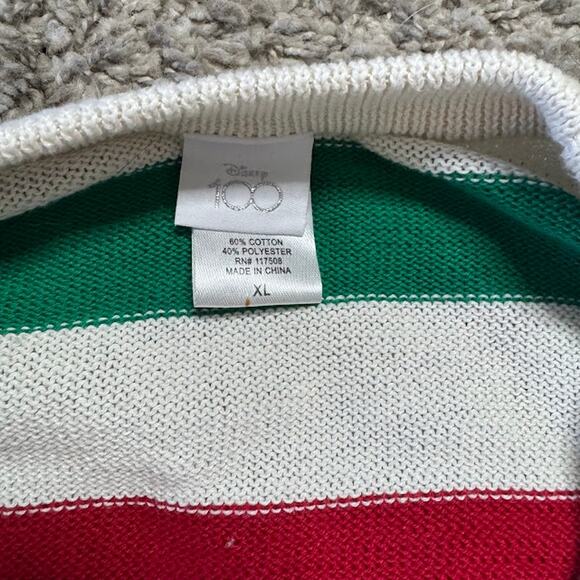 Disney
100
60% COTTON
40% POLYESTER
RN# 117508
MADE IN CHINA
XL